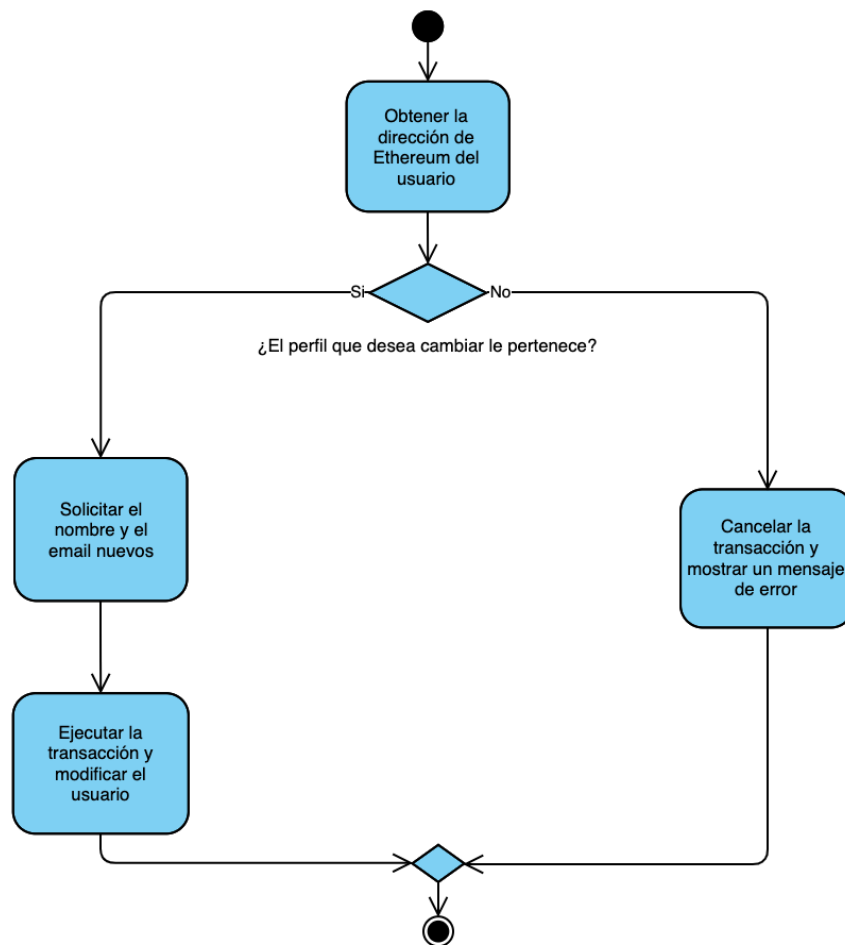 Obtener la
dirección de
Ethereum del
usuario
Si
No
¿El perfil que desea cambiar le pertenece?
Solicitar el
nombre y el
email nuevos
Cancelar la
transacción y
mostrar un mensaje
de error
Ejecutar la
transacción y
modificar el
usuario